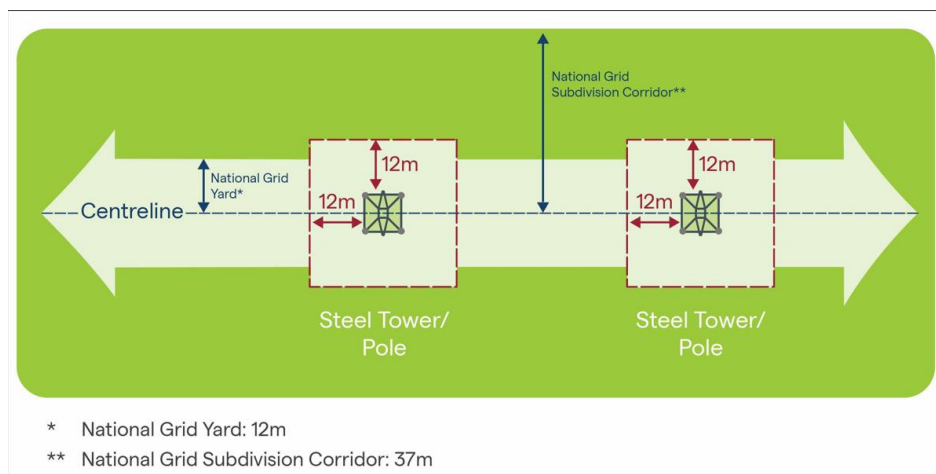 National Grid
Subdivision Corridor**
12m
12m
National Grid
Yard*
12m
12m
Centreline
Steel Tower/
Pole
Steel Tower/
Pole
* National Grid Yard: 12m
** National Grid Subdivision Corridor: 37m